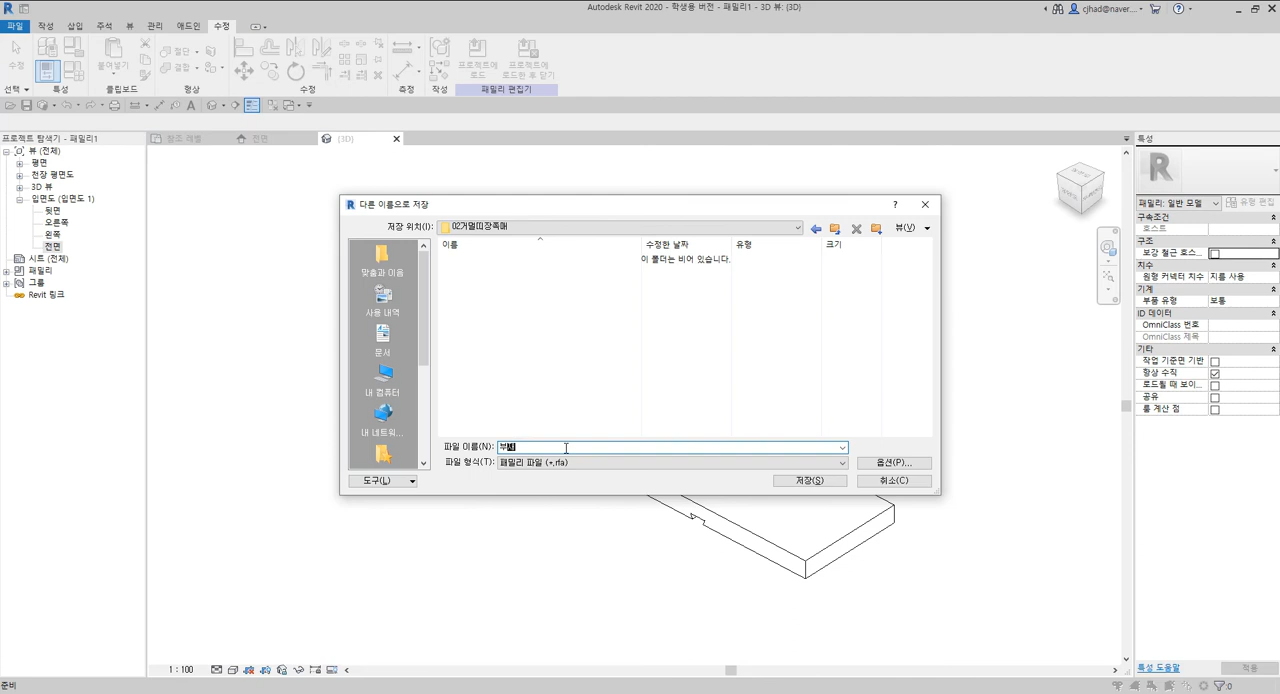 Autodesk Revit 2020 - 학생용 버전 - 패밀리1 - 3D 뷰: {3D}
cjhad@naver....
파일 작성 삽입 주석 뷰 관리 애드인 수정
수정
붙여넣기
절단
결합
프로젝트에 로드
프로젝트에 로드한 후 닫기
선택 특성 클립보드 형상 수정 측정 작성 패밀리 편집기
프로젝트 탐색기 - 패밀리1
참조 레벨 전면 {3D}
특성
뷰 (전체)
평면
천장 평면도
3D 뷰
입면도 (입면도 1)
뒷면
오른쪽
왼쪽
전면
시트 (전체)
패밀리
그룹
Revit 링크
다른 이름으로 저장
저장 위치(I): 02거멀띠장족매
뷰(V)
이름 수정한 날짜 유형 크기
이 폴더는 비어 있습니다.
맞춤과 이음
사용 내역
문서
내 컴퓨터
내 네트워...
파일 이름(N): 부재
파일 형식(T): 패밀리 파일 (*.rfa)
옵션(P)...
도구(L) 저장(S) 취소(C)
패밀리: 일반 모델 유형 편집
구속조건
호스트
구조
보강 철근 호스...
치수
원형 커넥터 치수 지름 사용
기계
부품 유형 보통
ID 데이터
OmniClass 번호
OmniClass 제목
기타
작업 기준면 기반
항상 수직
로드될 때 보이...
공유
룸 계산 점
1 : 100
특성 도움말 적용
준비
:0